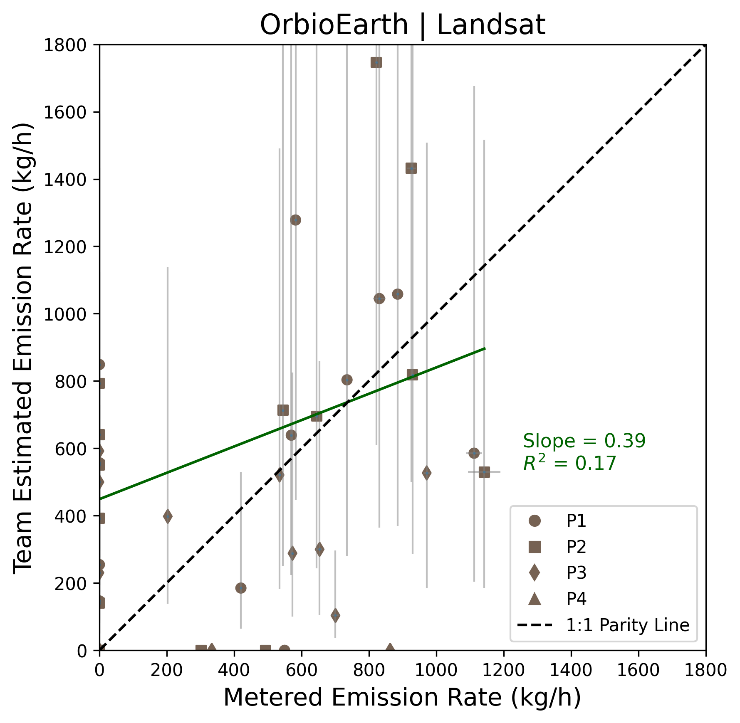 OrbioEarth | Landsat
Team Estimated Emission Rate (kg/h)
1800
1600
1400
1200
1000
800
600
400
200
0
Slope = 0.39
R² = 0.17
P1
P2
P3
P4
1:1 Parity Line
0 200 400 600 800 1000 1200 1400 1600 1800
Metered Emission Rate (kg/h)